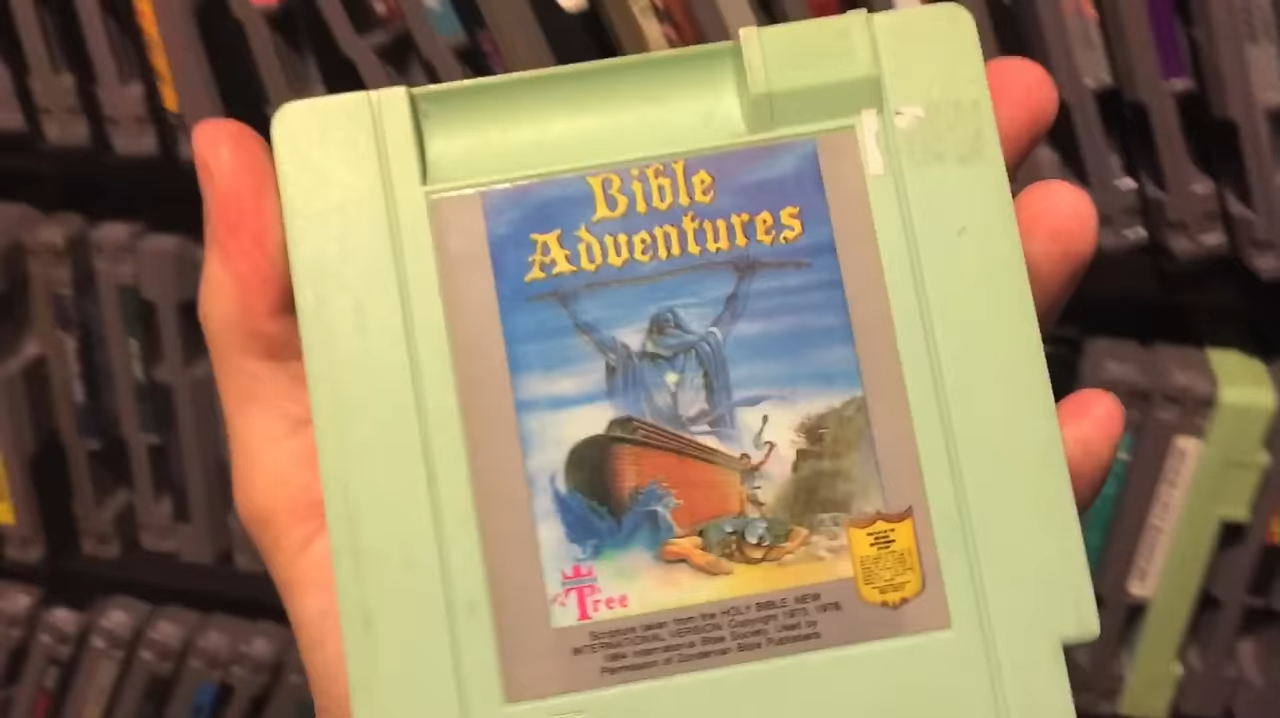 Bible
Adventures
Tree
Scripture taken from the HOLY BIBLE: NEW
INTERNATIONAL VERSION. Copyright 1973, 1978,
1984 International Bible Society. Used by
Permission of Zondervan Bible Publishers